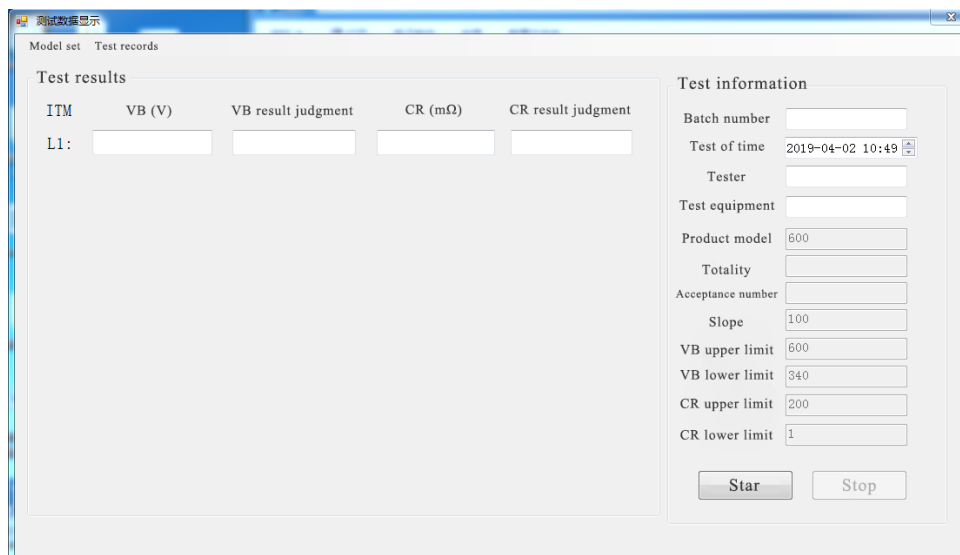 测试数据显示
Model set Test records
Test results
ITM VB (V) VB result judgment CR (mΩ) CR result judgment
L1:
Test information
Batch number
Test of time 2019-04-02 10:49
Tester
Test equipment
Product model 600
Totality
Acceptance number
Slope 100
VB upper limit 600
VB lower limit 340
CR upper limit 200
CR lower limit 1
Star Stop